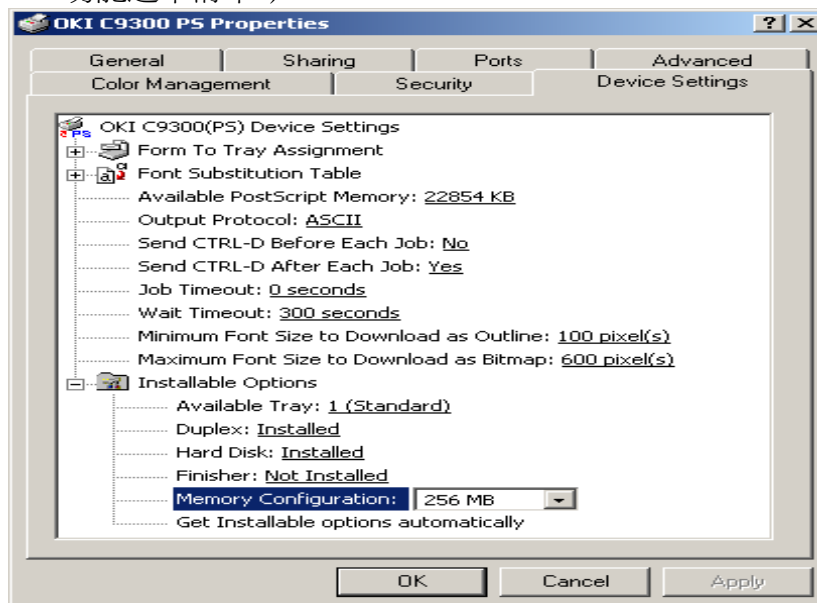 OKI C9300 PS Properties
General Sharing Ports Advanced
Color Management Security Device Settings
OKI C9300(PS) Device Settings
Form To Tray Assignment
Font Substitution Table
Available PostScript Memory: 22854 KB
Output Protocol: ASCII
Send CTRL-D Before Each Job: No
Send CTRL-D After Each Job: Yes
Job Timeout: 0 seconds
Wait Timeout: 300 seconds
Minimum Font Size to Download as Outline: 100 pixel(s)
Maximum Font Size to Download as Bitmap: 600 pixel(s)
Installable Options
Available Tray: 1 (Standard)
Duplex: Installed
Hard Disk: Installed
Finisher: Not Installed
Memory Configuration: 256 MB
Get Installable options automatically
OK Cancel Apply